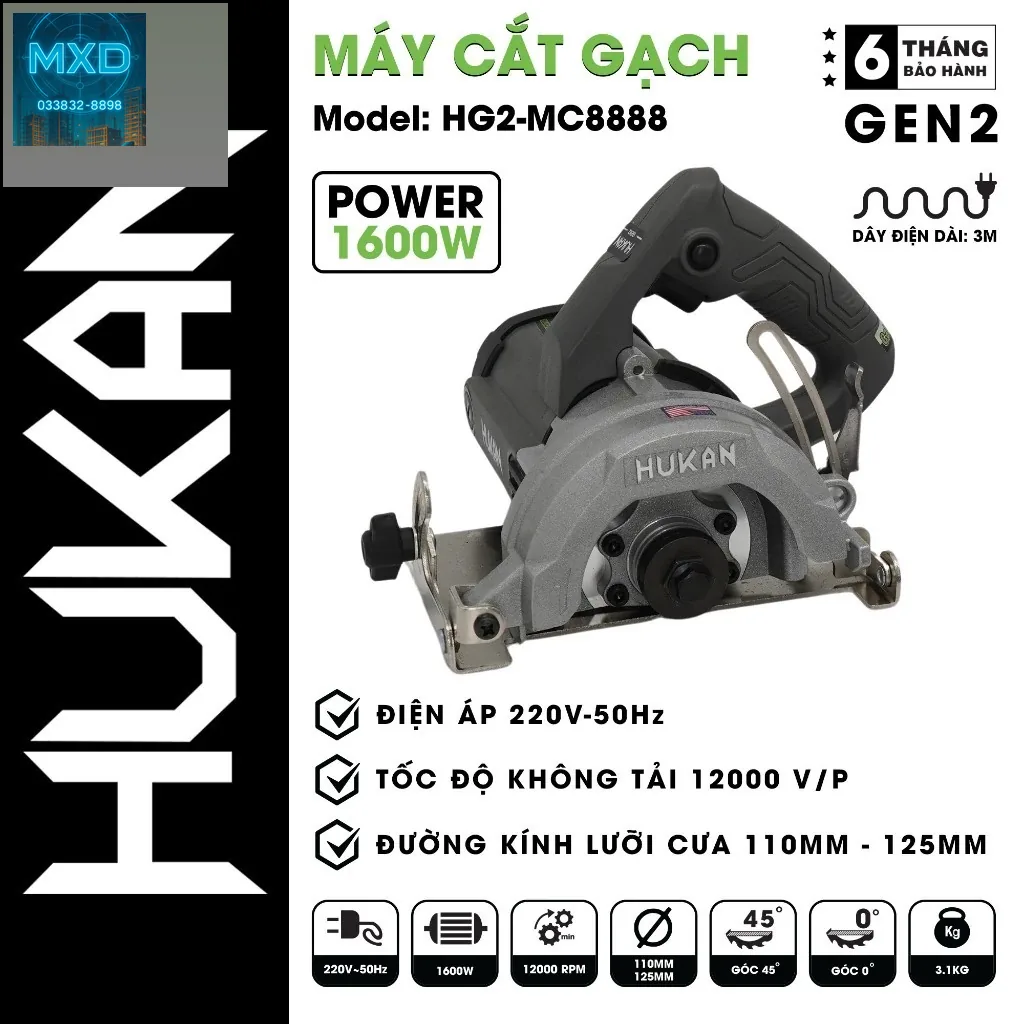 MXD
033832-8898
HUKAN
MÁY CẮT GẠCH
Model: HG2-MC8888
6 THÁNG
BẢO HÀNH
GEN2
POWER
1600W
DÂY ĐIỆN DÀI: 3M
HUKAN
HUKAN
HUKAN
ĐIỆN ÁP 220V-50Hz
TỐC ĐỘ KHÔNG TẢI 12000 V/P
ĐƯỜNG KÍNH LƯỠI CƯA 110MM - 125MM
220V~50Hz
1600W
min
12000 RPM
110MM
125MM
45°
GÓC 45°
0°
GÓC 0°
Kg
3.1KG